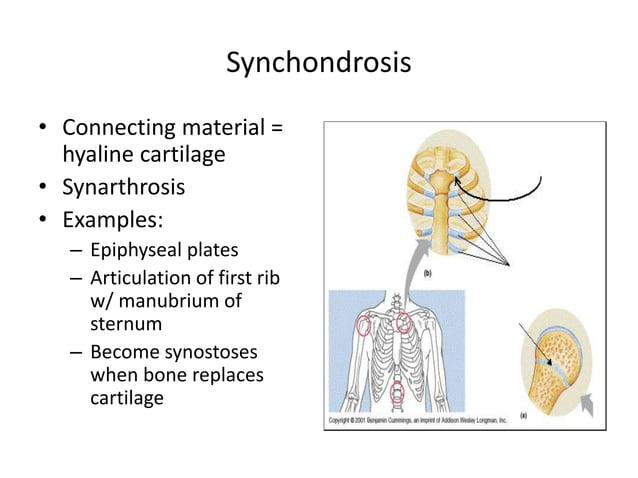 Synchondrosis
• Connecting material =
hyaline cartilage
• Synarthrosis
• Examples:
– Epiphyseal plates
– Articulation of first rib
w/ manubrium of
sternum
– Become synostoses
when bone replaces
cartilage
(b)
(a)
Copyright © 2001 Benjamin Cummings, an imprint of Addison Wesley Longman, Inc.